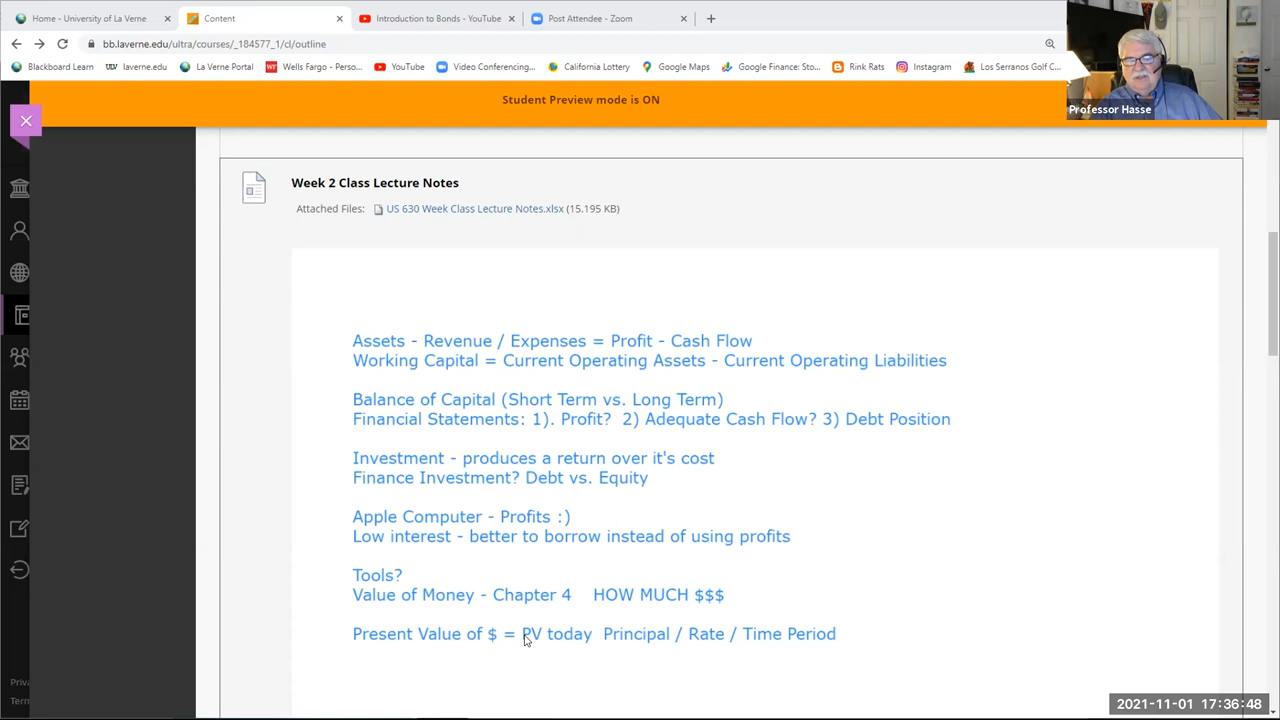 Home - University of La Verne
Content
Introduction to Bonds - YouTube
Post Attendee - Zoom
bb.laverne.edu/ultra/courses/_184577_1/cl/outline
Blackboard Learn
laverne.edu
La Verne Portal
Wells Fargo - Perso...
YouTube
Video Conferencing...
California Lottery
Google Maps
Google Finance: Sto...
Rink Rats
Instagram
Los Serranos Golf C...
Student Preview mode is ON
Professor Hasse
Week 2 Class Lecture Notes
Attached Files: US 630 Week Class Lecture Notes.xlsx (15.195 KB)
Assets - Revenue / Expenses = Profit - Cash Flow
Working Capital = Current Operating Assets - Current Operating Liabilities
Balance of Capital (Short Term vs. Long Term)
Financial Statements: 1). Profit? 2) Adequate Cash Flow? 3) Debt Position
Investment - produces a return over it's cost
Finance Investment? Debt vs. Equity
Apple Computer - Profits :)
Low interest - better to borrow instead of using profits
Tools?
Value of Money - Chapter 4 HOW MUCH $$$
Present Value of $ = PV today Principal / Rate / Time Period
Priva
Term
2021-11-01 17:36:48